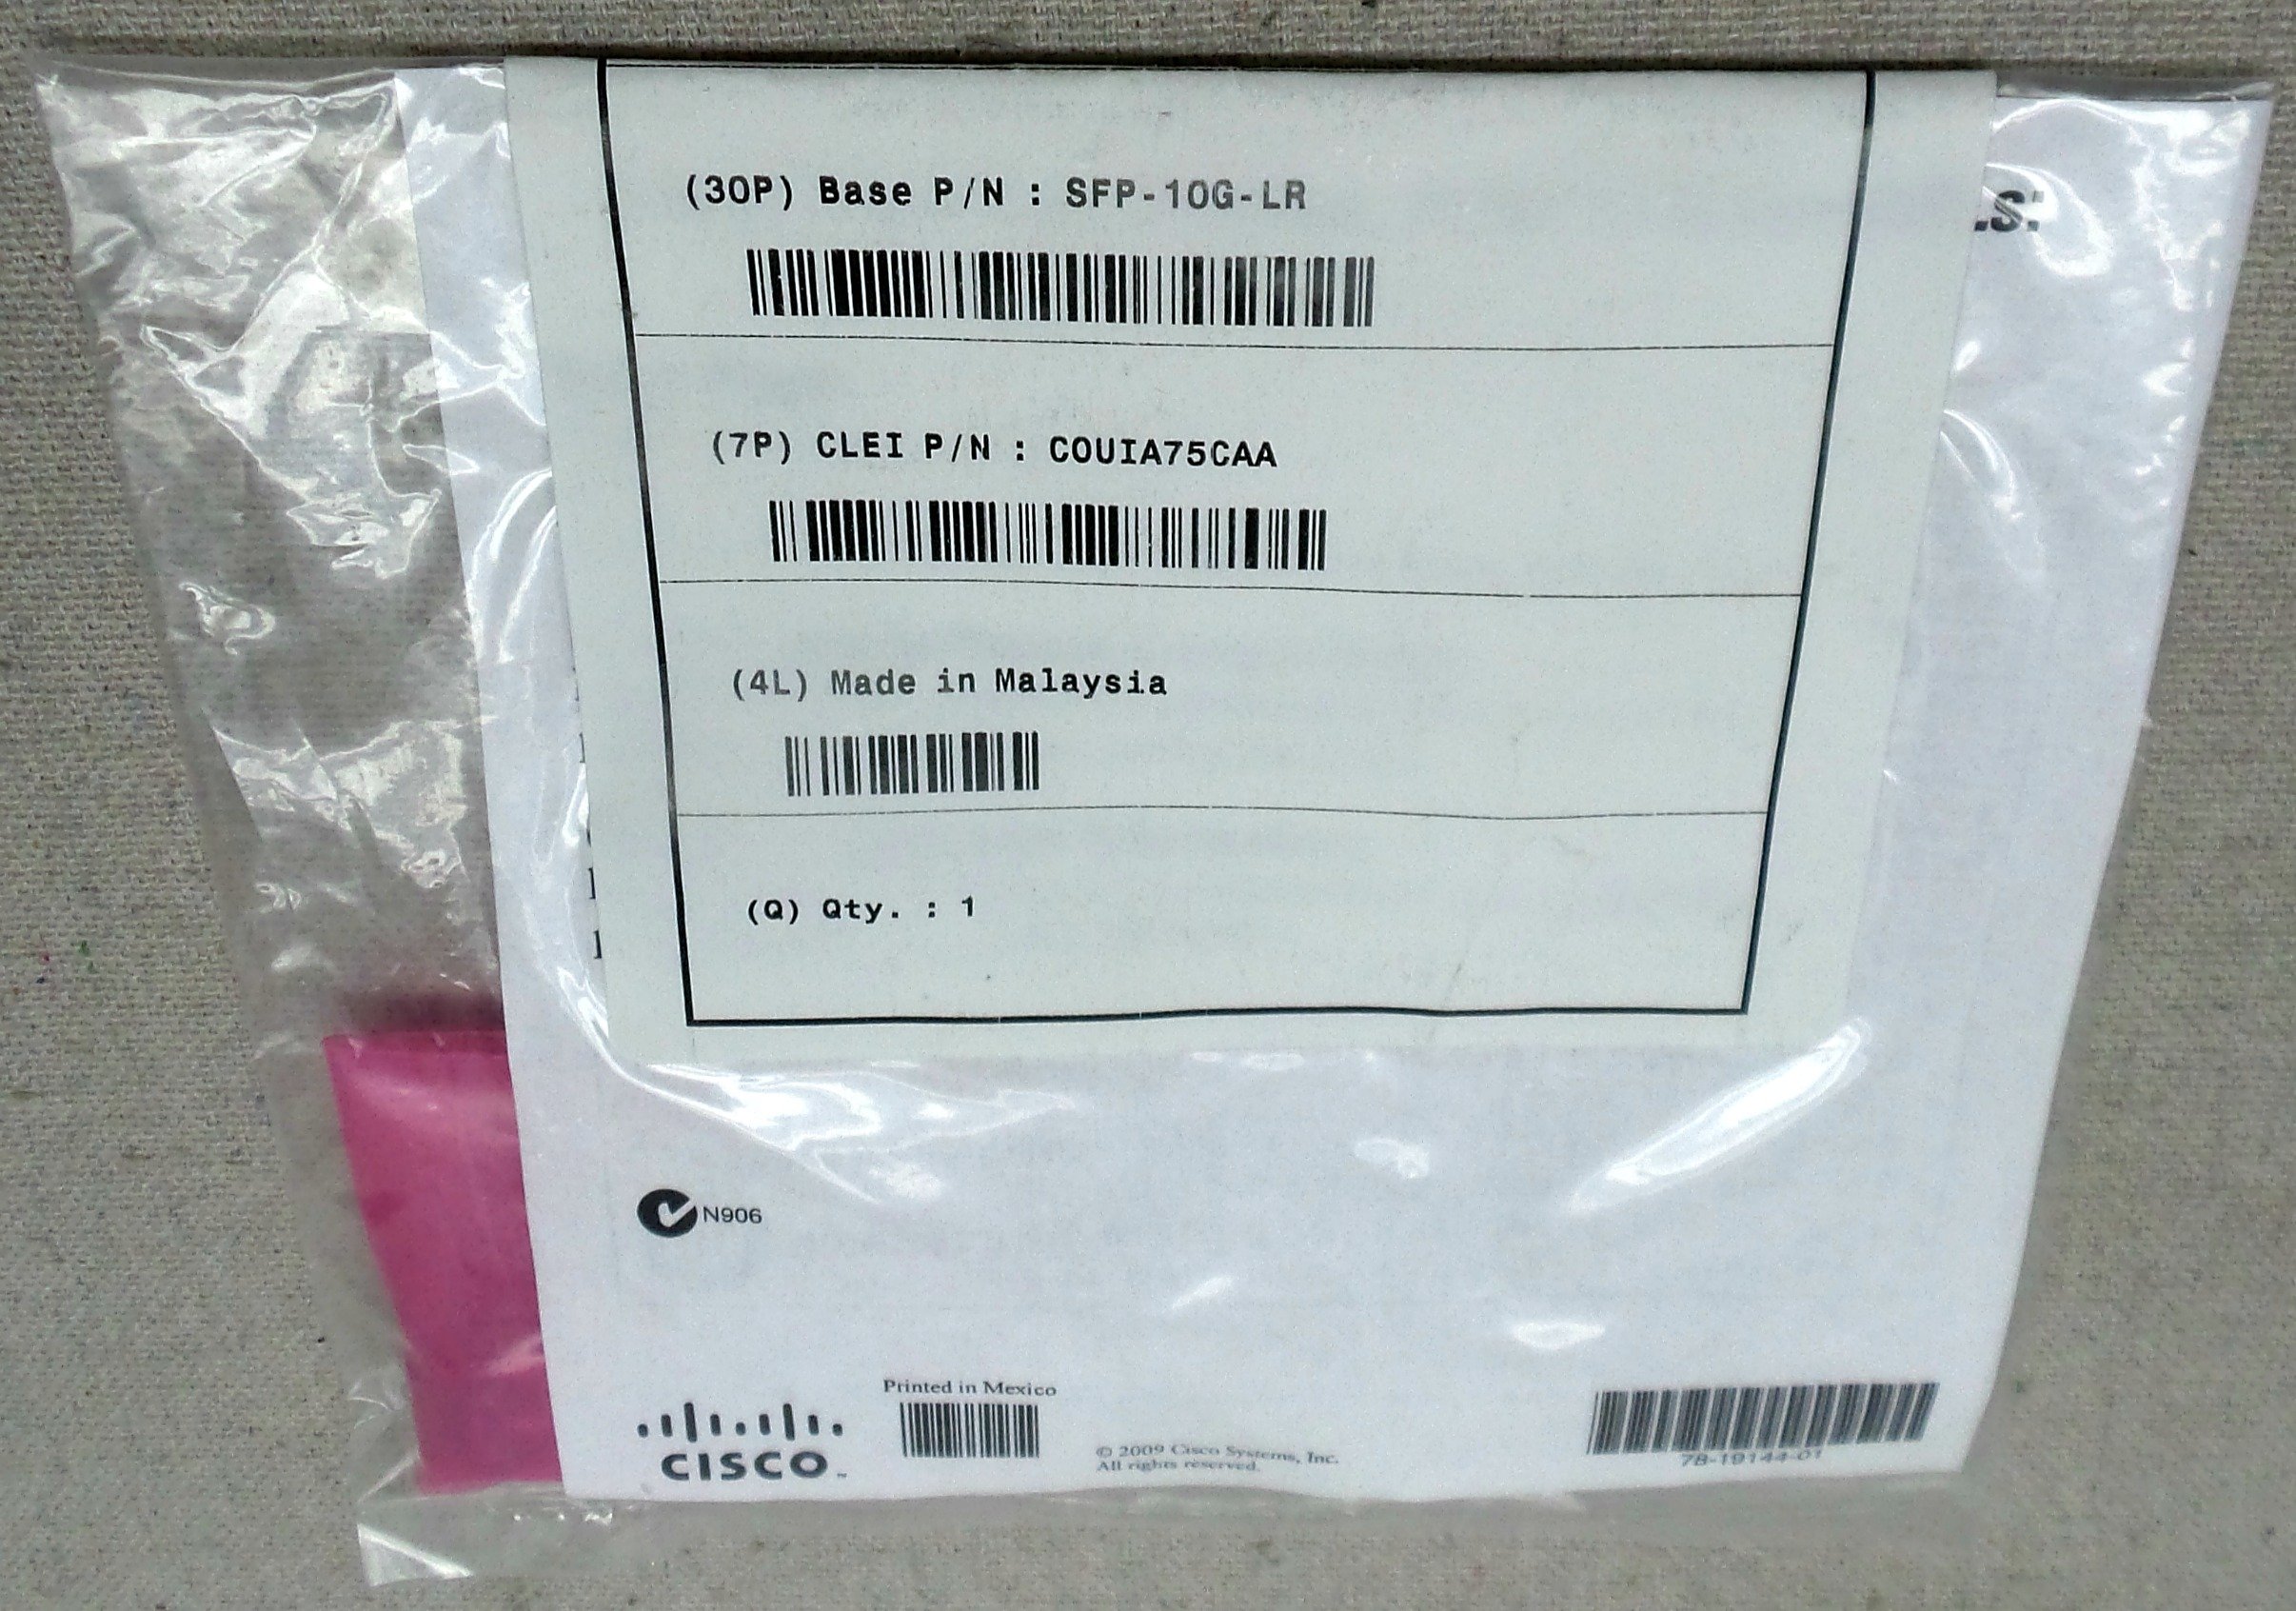 (30P) Base P/N : SFP-10G-LR
(7P) CLEI P/N : COUIA75CAA
(4L) Made in Malaysia
(Q) Qty. : 1
N906
Printed in Mexico
CISCO
© 2009 Cisco Systems, Inc.
All rights reserved.
78-19144-01